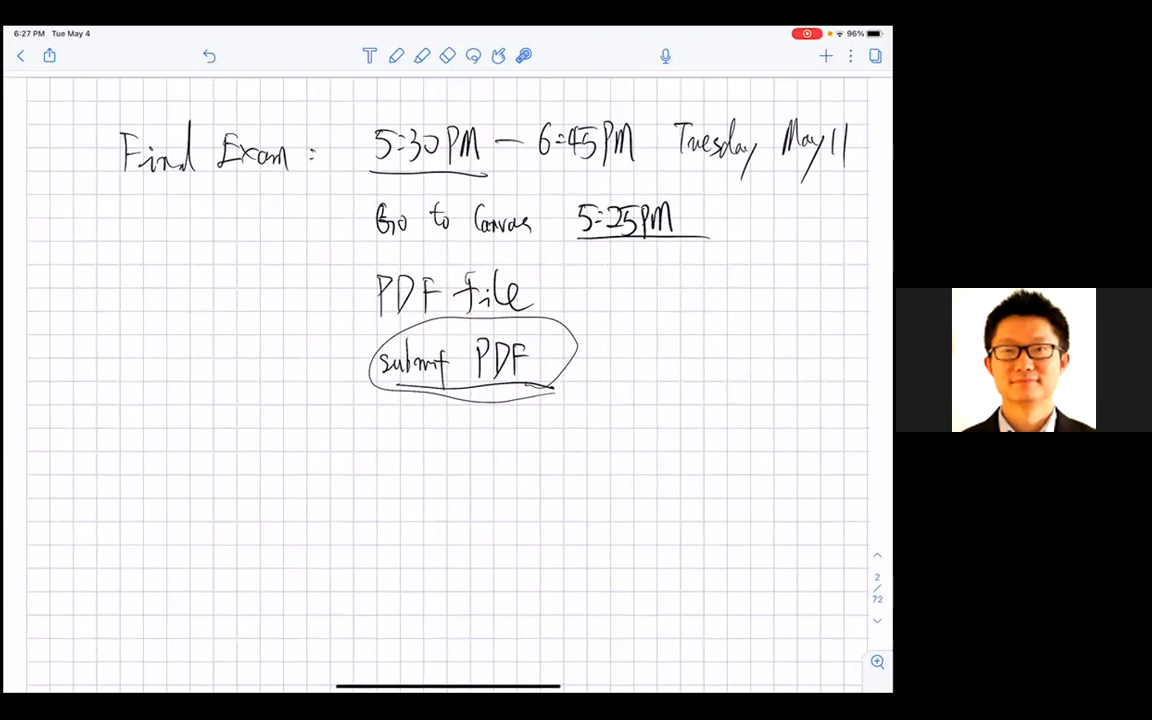 6:27 PM Tue May 4
96%
Final Exam : 5:30 PM — 6:45 PM Tuesday May 11
Go to Canvas 5:25 PM
PDF file
submit PDF
2
/
72